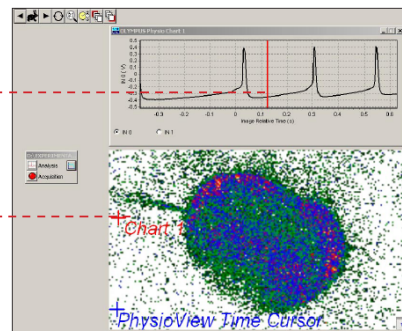 OLYMPUS Physio Chart 1
IN 0 (V)
0.5
0.4
0.3
0.2
0.1
0
-0.1
-0.2
-0.3
-0.4
-0.5
-0.3
-0.2
-0.1
0
0.1
0.2
0.3
0.4
0.5
Image Relative Time (s)
IN 0
IN 1
Analysis
Acquisition
Chart 1
PhysioView Time Cursor